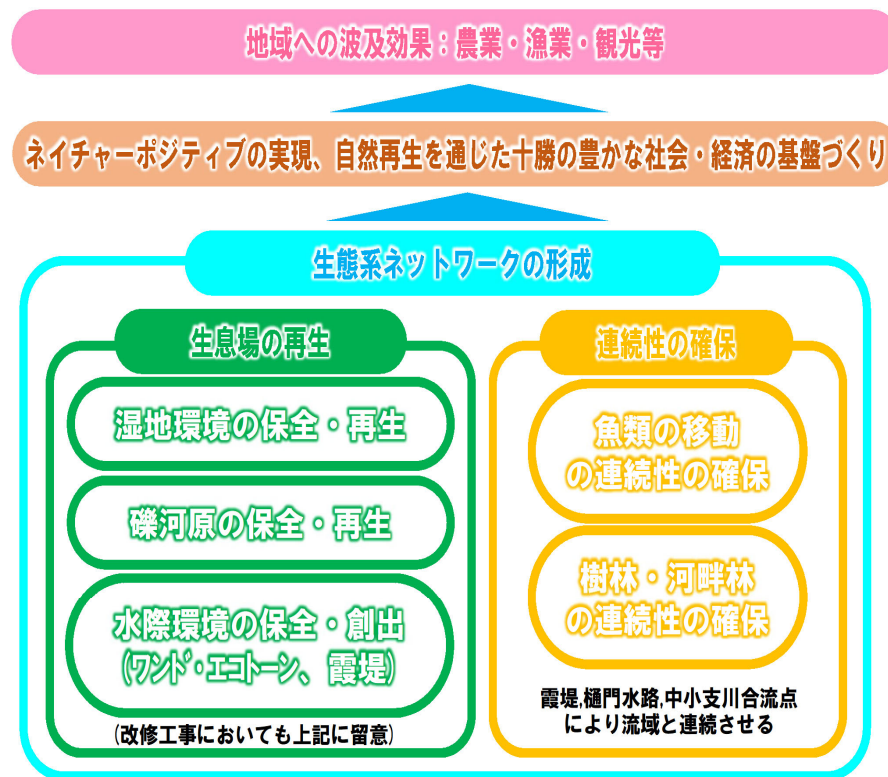 地域への波及効果：農業・漁業・観光等
ネイチャーポジティブの実現、自然再生を通じた十勝の豊かな社会・経済の基盤づくり
生態系ネットワークの形成
生息場の再生
湿地環境の保全・再生
礫河原の保全・再生
水際環境の保全・創出
(ワンド・エコトーン、霞堤)
(改修工事においても上記に留意)
連続性の確保
魚類の移動
の連続性の確保
樹林・河畔林
の連続性の確保
霞堤,樋門水路,中小支川合流点
により流域と連続させる